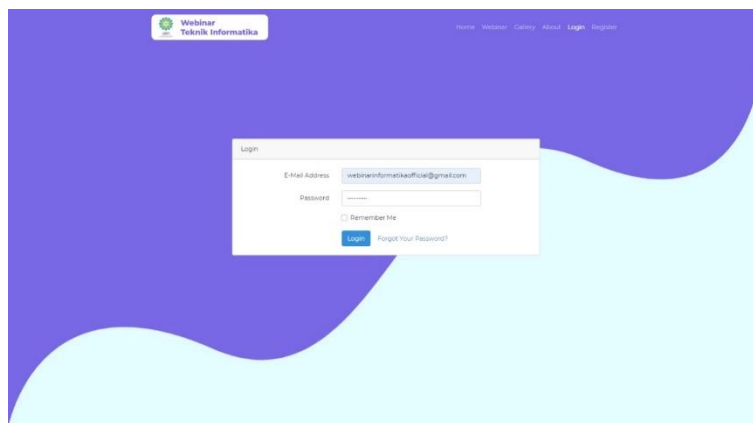 Webinar
Teknik Informatika
Home Webinar Gallery About Login Register
Login
E-Mail Address webinarinformatikaofficial@gmail.com
Password ---------
Remember Me
Login Forgot Your Password?